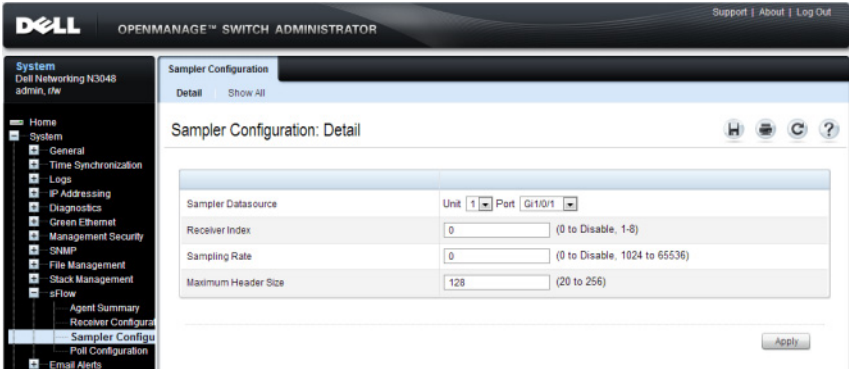 Support | About | Log Out
DELL OPENMANAGE™ SWITCH ADMINISTRATOR
System
Dell Networking N3048
admin, r/w
Home
System
General
Time Synchronization
Logs
IP Addressing
Diagnostics
Green Ethernet
Management Security
SNMP
File Management
Stack Management
sFlow
Agent Summary
Receiver Configurat
Sampler Configu
Poll Configuration
Email Alerts
Sampler Configuration
Detail Show All
Sampler Configuration: Detail
?
Sampler Datasource Unit 1 Port Gi1/0/1
Receiver Index 0 (0 to Disable, 1-8)
Sampling Rate 0 (0 to Disable, 1024 to 65536)
Maximum Header Size 128 (20 to 256)
Apply